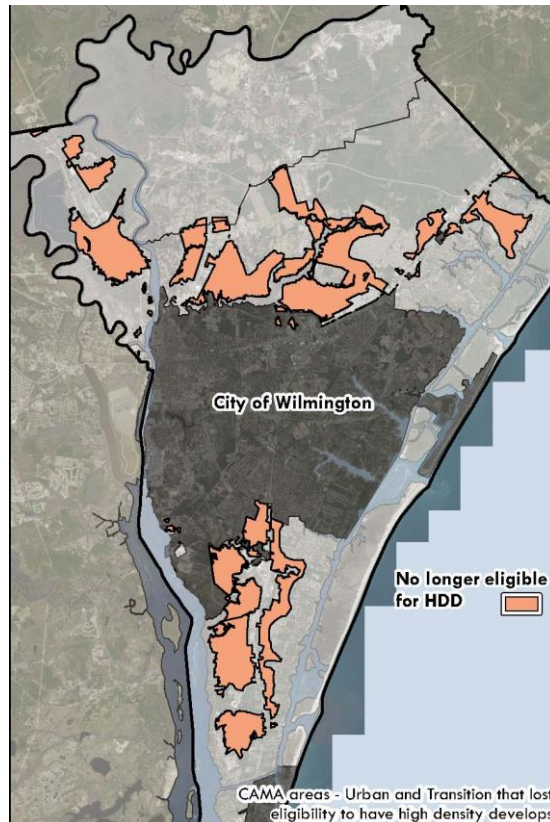 City of Wilmington
No longer eligible
for HDD
CAMA areas - Urban and Transition that lost
eligibility to have high density develops